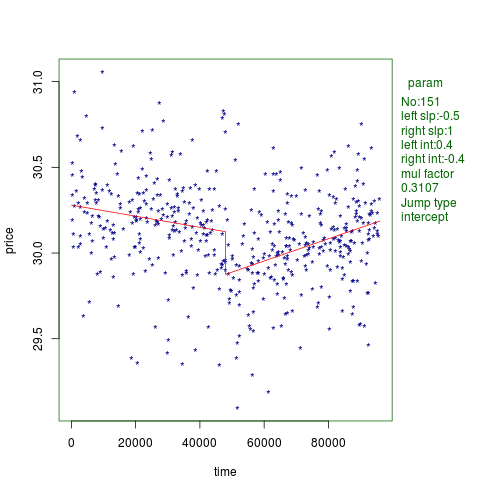 param
No:151
left slp:-0.5
right slp:1
left int:0.4
right int:-0.4
mul factor
0.3107
Jump type
intercept
31.0
30.5
30.0
29.5
price
0 20000 40000 60000 80000
time